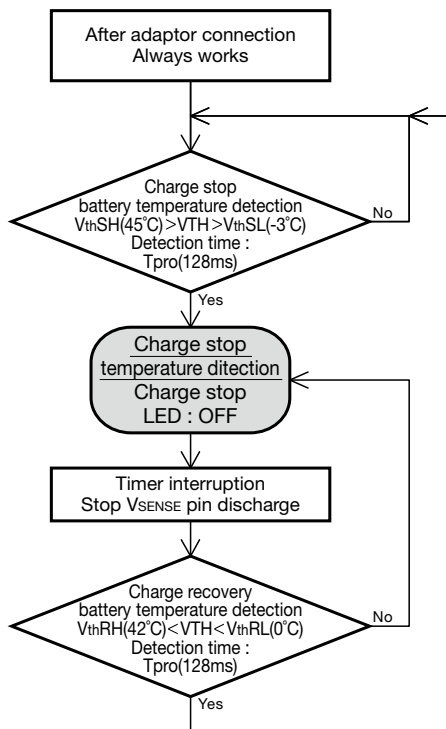 After adaptor connection
Always works
Charge stop
battery temperature detection
VthSH(45℃)>VTH>VthSL(-3℃)
Detection time :
Tpro(128ms)
No
Yes
Charge stop
temperature ditection
Charge stop
LED : OFF
Timer interruption
Stop VSENSE pin discharge
Charge recovery
battery temperature detection
VthRH(42℃)<VTH<VthRL(0℃)
Detection time :
Tpro(128ms)
No
Yes